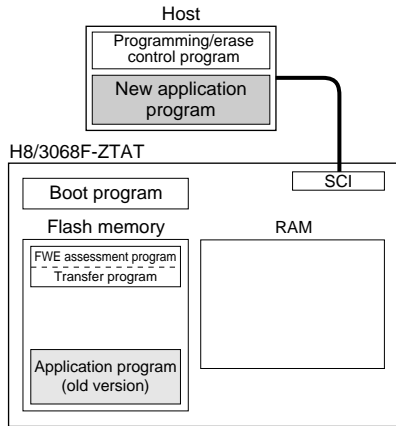 Host
Programming/erase
control program
New application
program
H8/3068F-ZTAT
SCI
Boot program
Flash memory
RAM
FWE assessment program
Transfer program
Application program
(old version)